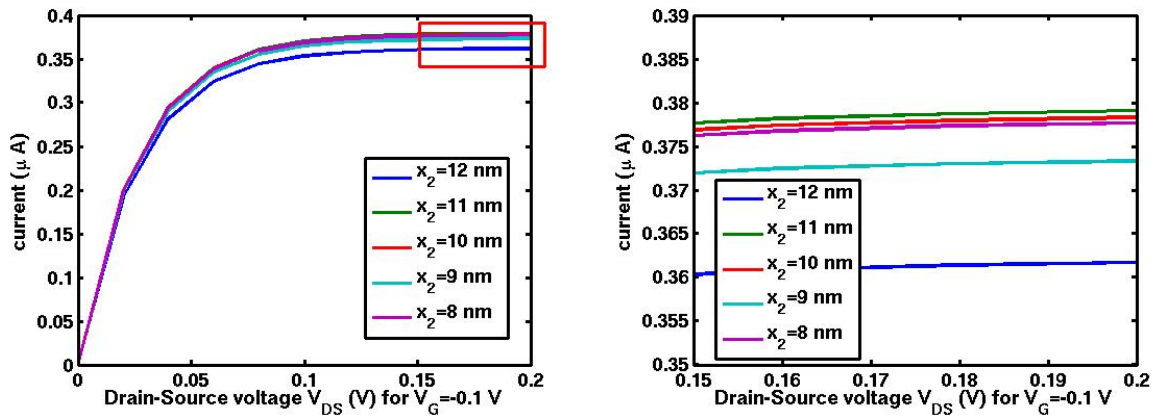 0.4
0.35
0.3
0.25
0.2
0.15
0.1
0.05
0
current (μ A)
x2=12 nm
x2=11 nm
x2=10 nm
x2=9 nm
x2=8 nm
0 0.05 0.1 0.15 0.2
Drain-Source voltage VDS (V) for VG=-0.1 V
0.39
0.385
0.38
0.375
0.37
0.365
0.36
0.355
0.35
current (μ A)
x2=12 nm
x2=11 nm
x2=10 nm
x2=9 nm
x2=8 nm
0.15 0.16 0.17 0.18 0.19 0.2
Drain-Source voltage VDS (V) for VG=-0.1 V